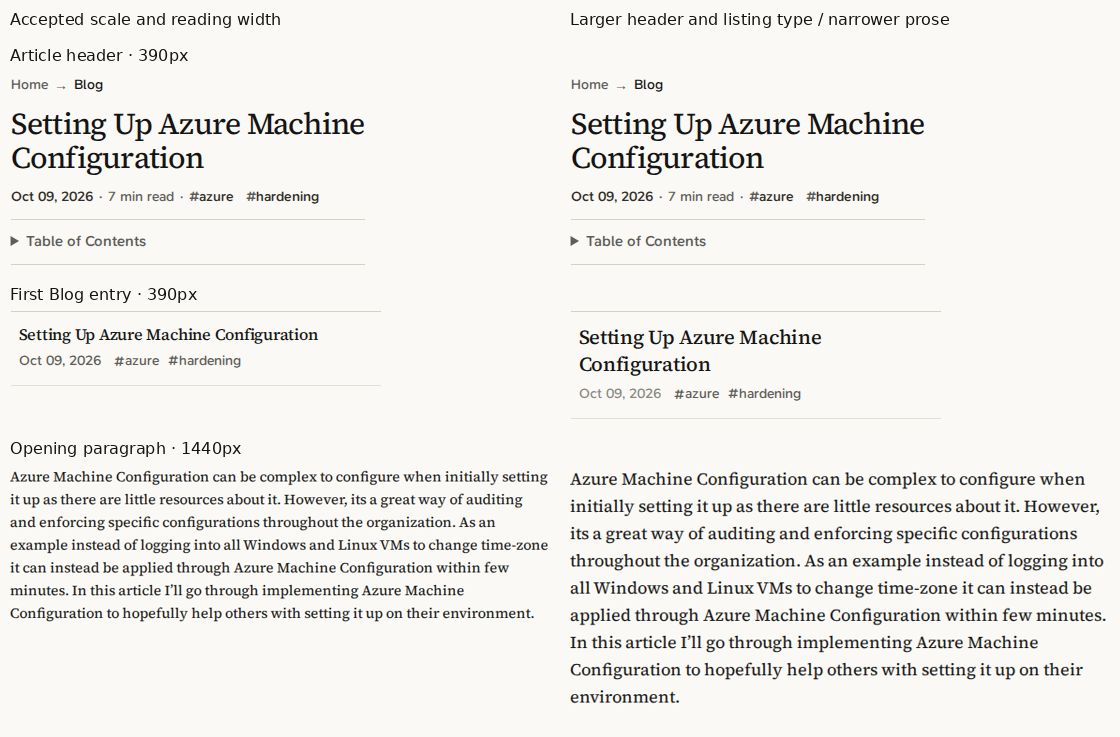 Accepted scale and reading width
Article header · 390px
Home → Blog
Setting Up Azure Machine
Configuration
Oct 09, 2026 · 7 min read · #azure #hardening
▶ Table of Contents
First Blog entry · 390px
Setting Up Azure Machine Configuration
Oct 09, 2026 #azure #hardening
Opening paragraph · 1440px
Azure Machine Configuration can be complex to configure when initially setting
it up as there are little resources about it. However, its a great way of auditing
and enforcing specific configurations throughout the organization. As an
example instead of logging into all Windows and Linux VMs to change time-zone
it can instead be applied through Azure Machine Configuration within few
minutes. In this article I’ll go through implementing Azure Machine
Configuration to hopefully help others with setting it up on their environment.
Larger header and listing type / narrower prose
Home → Blog
Setting Up Azure Machine
Configuration
Oct 09, 2026 · 7 min read · #azure #hardening
▶ Table of Contents
Setting Up Azure Machine
Configuration
Oct 09, 2026 #azure #hardening
Azure Machine Configuration can be complex to configure when
initially setting it up as there are little resources about it. However,
its a great way of auditing and enforcing specific configurations
throughout the organization. As an example instead of logging into
all Windows and Linux VMs to change time-zone it can instead be
applied through Azure Machine Configuration within few minutes.
In this article I’ll go through implementing Azure Machine
Configuration to hopefully help others with setting it up on their
environment.